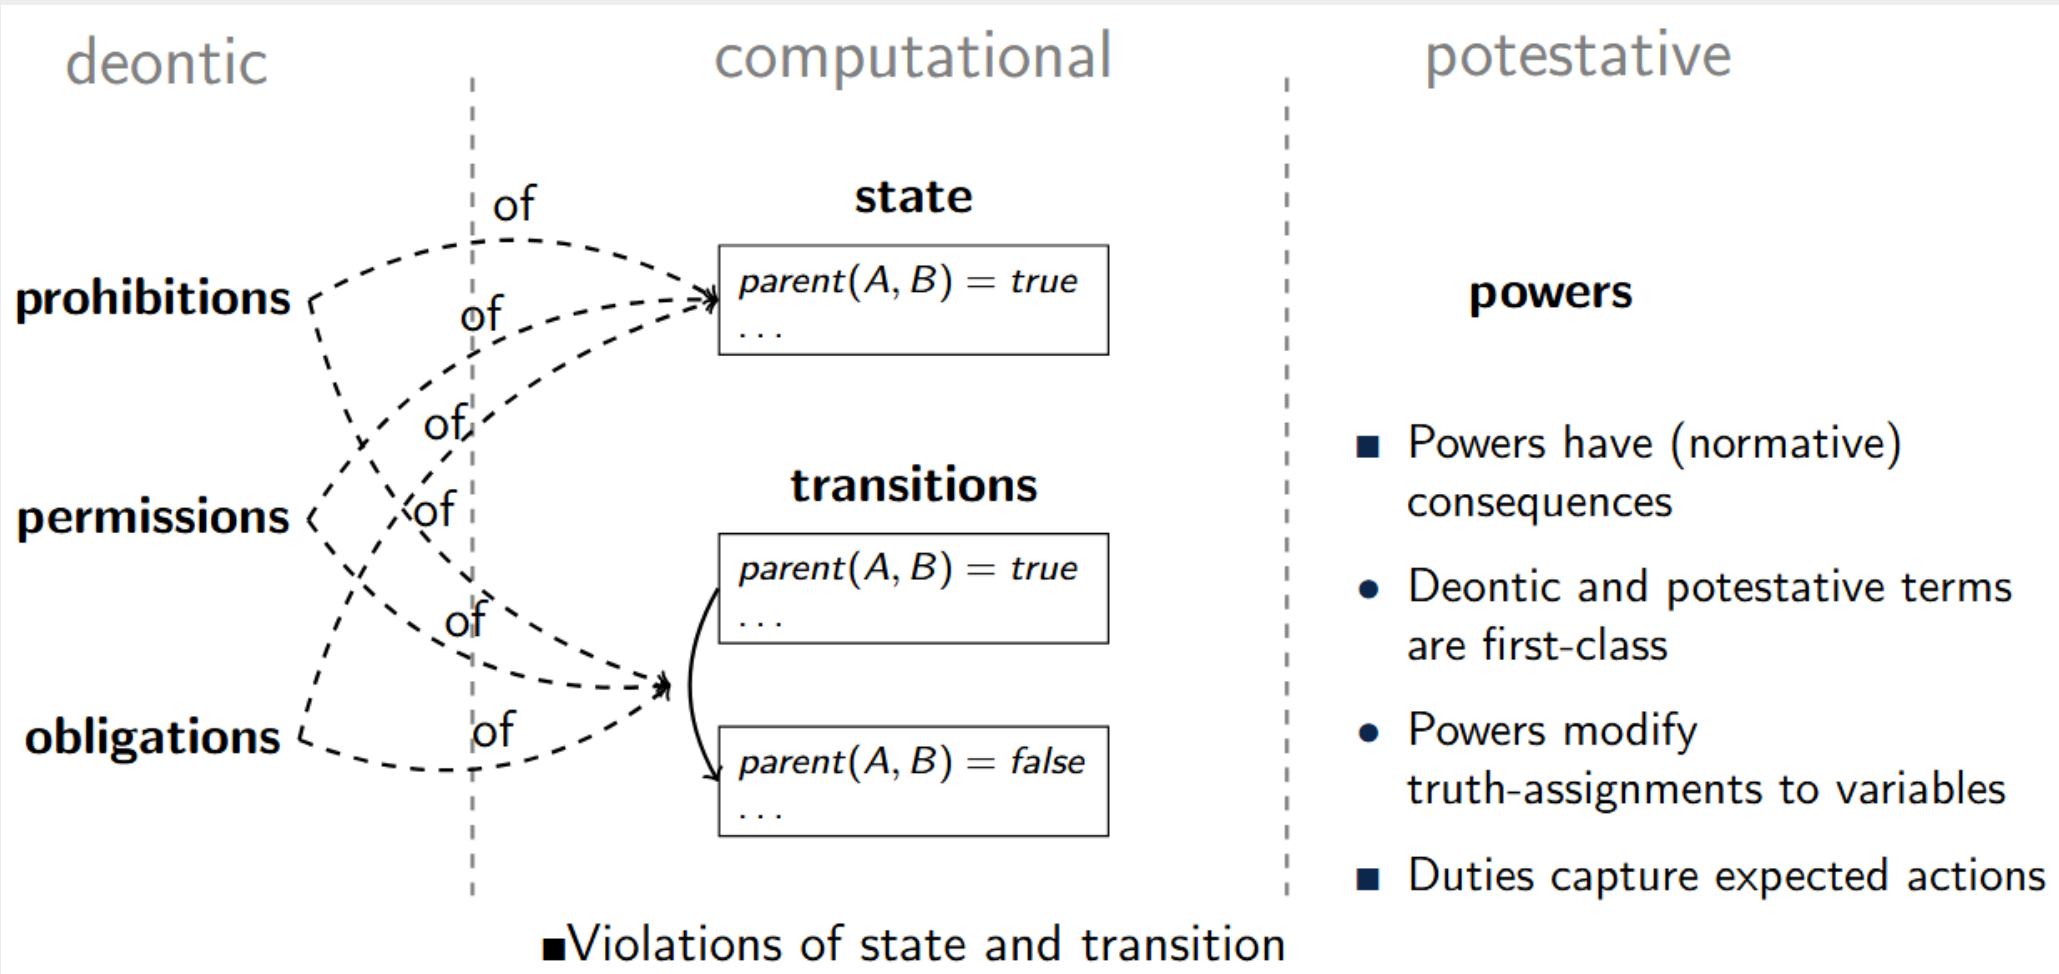 deontic
computational
potestative
of
state
prohibitions
parent(A, B) = true
. . .
of
powers
of
Powers have (normative)
consequences
permissions
of
transitions
parent(A, B) = true
. . .
Deontic and potestative terms
are first-class
of
obligations
of
parent(A, B) = false
. . .
Powers modify
truth-assignments to variables
Duties capture expected actions
■Violations of state and transition